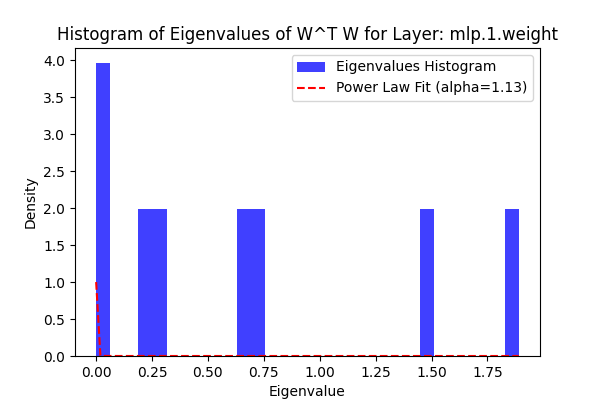 Histogram of Eigenvalues of W^T W for Layer: mlp.1.weight
Eigenvalues Histogram
Power Law Fit (alpha=1.13)
Density
4.0
3.5
3.0
2.5
2.0
1.5
1.0
0.5
0.0
0.00 0.25 0.50 0.75 1.00 1.25 1.50 1.75
Eigenvalue